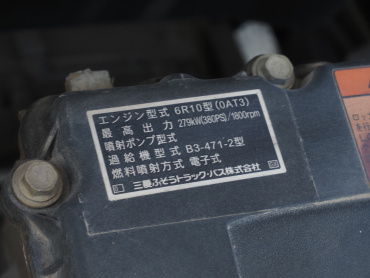 エンジン型式 6R10型(0AT3)
最高出力 279kW(380PS)/1800rpm
噴射ポンプ型式
過給機型式 B3-471-2型
燃料噴射方式 電子式
三菱ふそうトラック・バス株式会社
ロッ